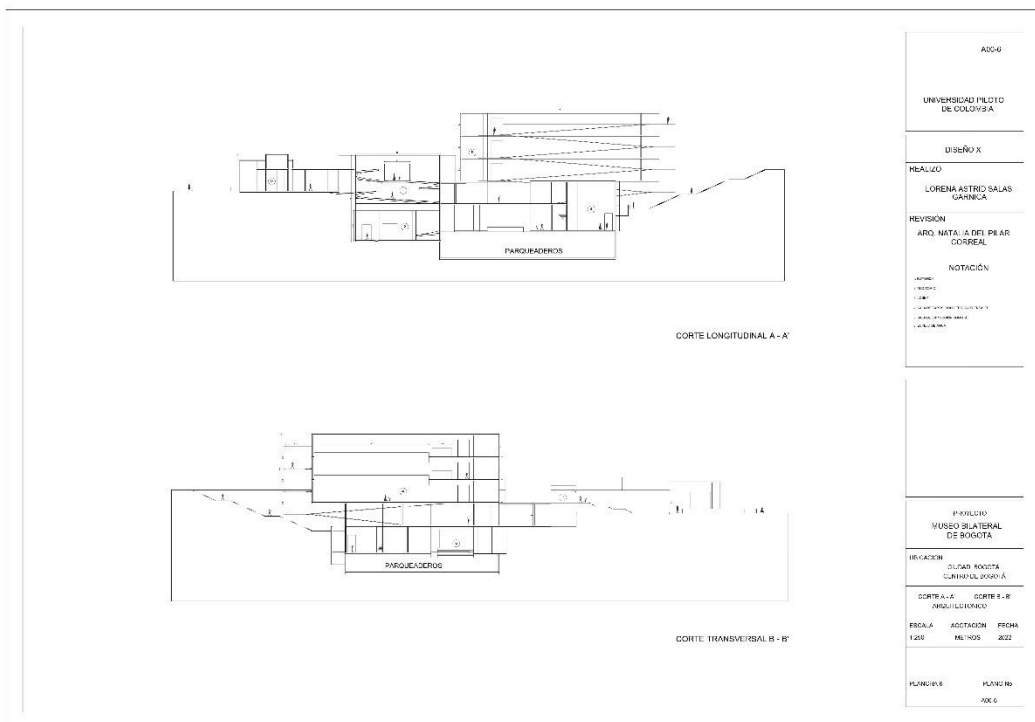 PARQUEADEROS
CORTE LONGITUDINAL A - A'
PARQUEADEROS
CORTE TRANSVERSAL B - B'
A00-6
UNIVERSIDAD PILOTO
DE COLOMBIA
DISEÑO X
REALIZO
LORENA ASTRID SALAS
GARNICA
REVISIÓN
ARQ. NATALIA DEL PILAR
CORREAL
NOTACIÓN
PROYECTO
MUSEO BILATERAL
DE BOGOTA
UBICACION
CIUDAD BOGOTÁ
CENTRO DE BOGOTÁ
CORTE A - A' CORTE B - B'
ARQUITECTONICO
ESCALA ACOTACIÓN FECHA
1:250 METROS 2022
PLANCHA 6 PLANO No
A00-6